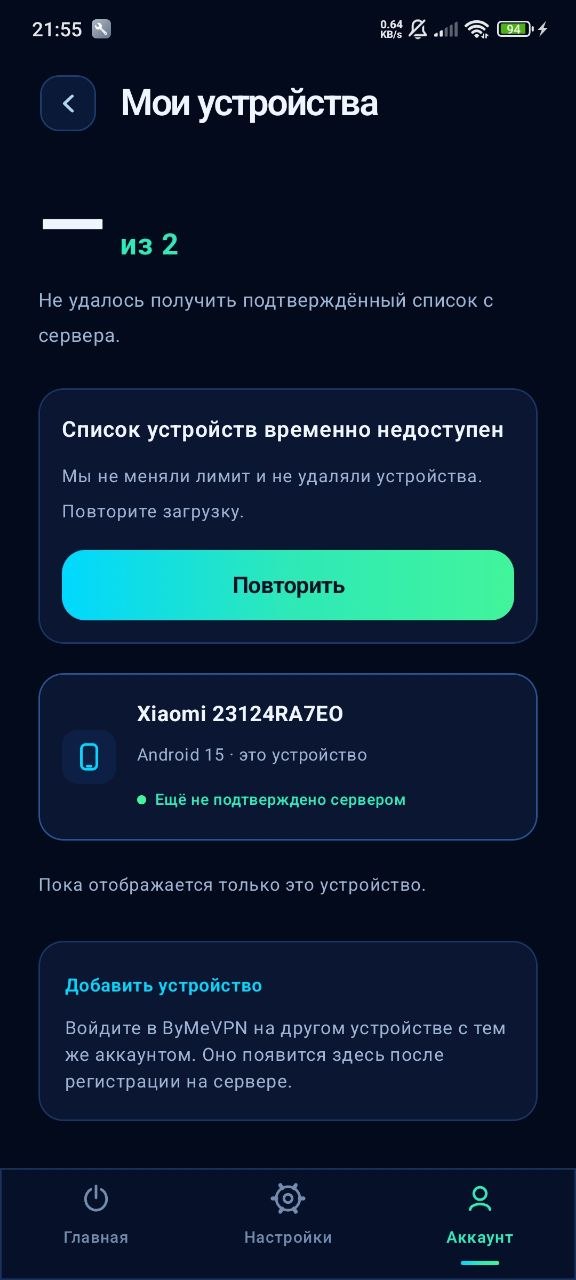 21:55
0.64
KB/s
94
Мои устройства
— из 2
Не удалось получить подтверждённый список с
сервера.
Список устройств временно недоступен
Мы не меняли лимит и не удаляли устройства.
Повторите загрузку.
Повторить
Xiaomi 23124RA7EO
Android 15 · это устройство
Ещё не подтверждено сервером
Пока отображается только это устройство.
Добавить устройство
Войдите в ByMeVPN на другом устройстве с тем
же аккаунтом. Оно появится здесь после
регистрации на сервере.
Главная
Настройки
Аккаунт